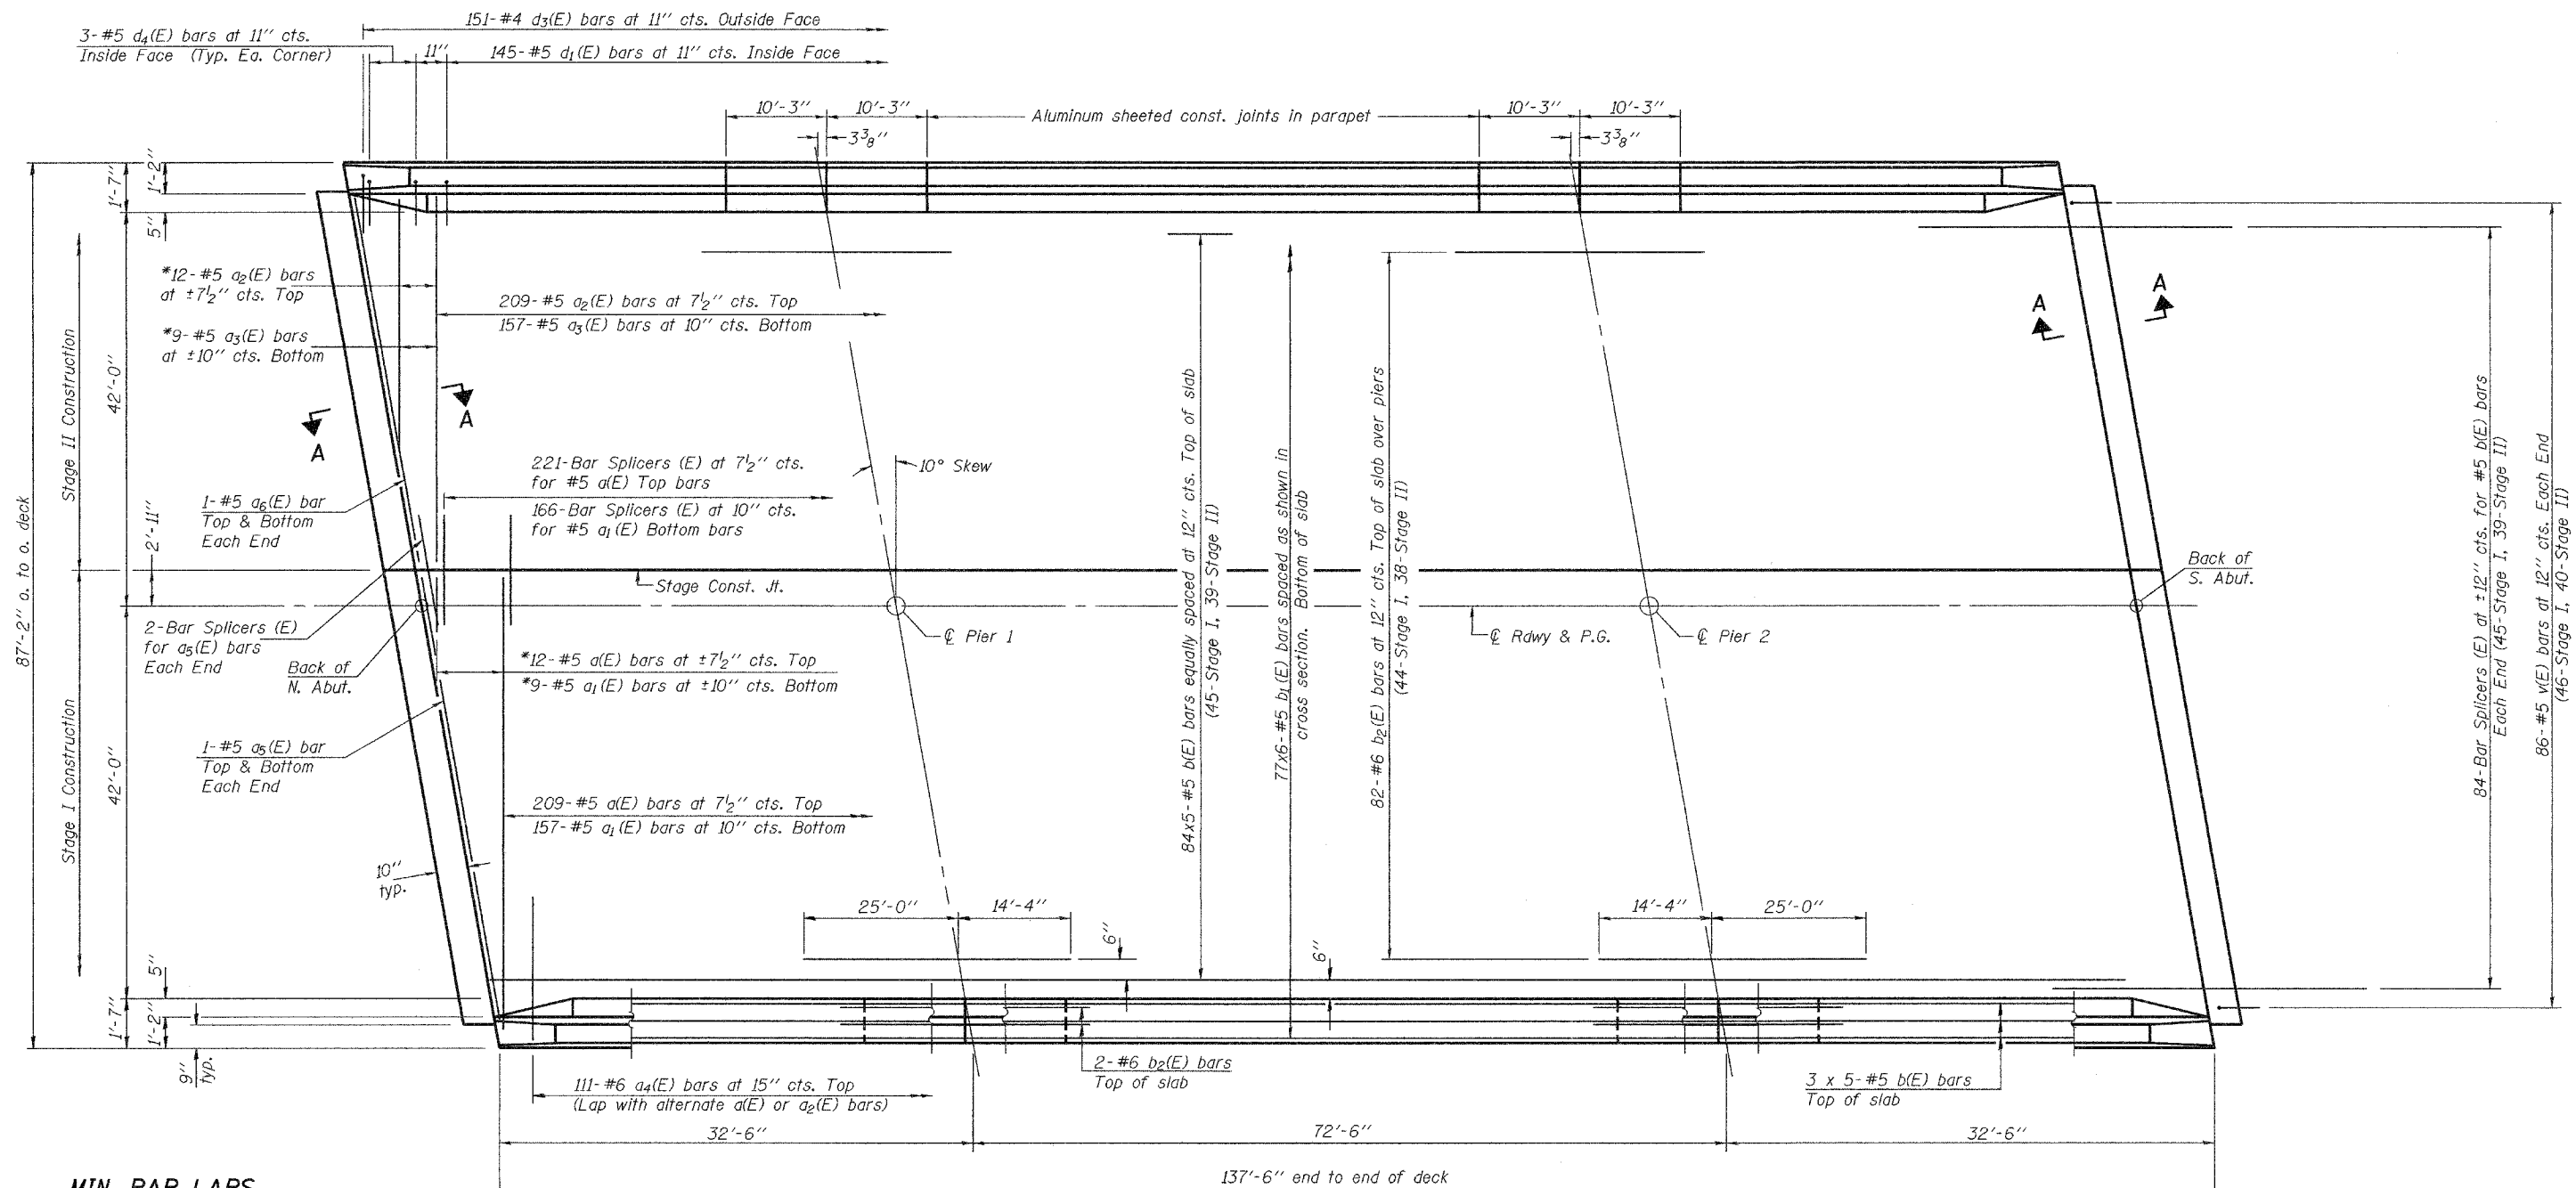 151-#4 d3(E) bars at 11" cts. Outside Face
3-#5 d4(E) bars at 11" cts.
Inside Face (Typ. Ea. Corner)
11"
145-#5 d1(E) bars at 11" cts. Inside Face
10'-3"
10'-3"
Aluminum sheeted const. joints in parapet
10'-3"
10'-3"
3 3/8"
3 3/8"
1'-7"
1'-2"
5"
*12-#5 a2(E) bars
at ±7 1/2" cts. Top
*9-#5 a3(E) bars
at ±10" cts. Bottom
209-#5 a2(E) bars at 7 1/2" cts. Top
157-#5 a3(E) bars at 10" cts. Bottom
A
A
A
A
87'-2" o. to o. deck
Stage II Construction
42'-0"
2'-11"
Stage I Construction
42'-0"
221-Bar Splicers (E) at 7 1/2" cts.
for #5 a(E) Top bars
166-Bar Splicers (E) at 10" cts.
for #5 a1(E) Bottom bars
10° Skew
1-#5 a6(E) bar
Top & Bottom
Each End
Stage Const. Jt.
2-Bar Splicers (E)
for a5(E) bars
Each End
Back of
N. Abut.
℄ Pier 1
℄ Rdwy & P.G.
℄ Pier 2
Back of
S. Abut.
*12-#5 a(E) bars at ±7 1/2" cts. Top
*9-#5 a1(E) bars at ±10" cts. Bottom
1-#5 a5(E) bar
Top & Bottom
Each End
209-#5 a(E) bars at 7 1/2" cts. Top
157-#5 a1(E) bars at 10" cts. Bottom
84x5-#5 b(E) bars equally spaced at 12" cts. Top of slab
(45-Stage I, 39-Stage II)
77x6-#5 b1(E) bars spaced as shown in
cross section. Bottom of slab
82-#6 b2(E) bars at 12" cts. Top of slab over piers
(44-Stage I, 38-Stage II)
84-Bar Splicers (E) at ±12" cts. for #5 b(E) bars
Each End (45-Stage I, 39-Stage II)
86-#5 v(E) bars at 12" cts. Each End
(46-Stage I, 40-Stage II)
10"
typ.
25'-0"
14'-4"
6"
6"
14'-4"
25'-0"
5"
1'-7"
1'-2"
9"
typ.
111-#6 a4(E) bars at 15" cts. Top
(Lap with alternate a(E) or a2(E) bars)
2-#6 b2(E) bars
Top of slab
3 x 5-#5 b(E) bars
Top of slab
32'-6"
72'-6"
32'-6"
137'-6" end to end of deck
MIN. BAR LAPS